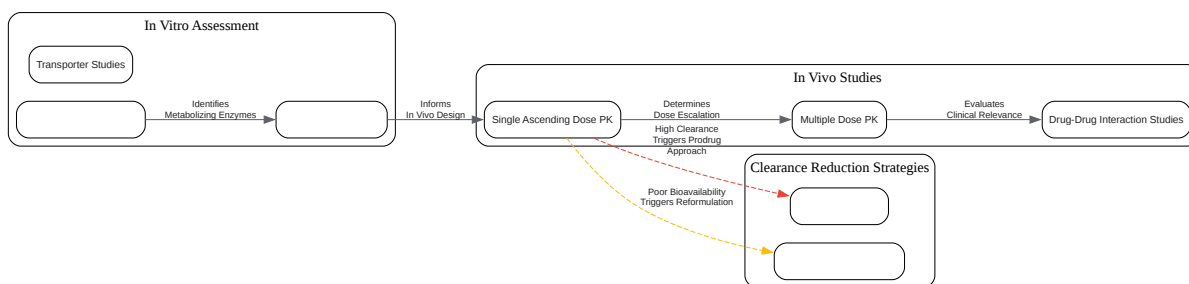 In Vitro Assessment
Transporter Studies
Identifies
Metabolizing Enzymes
Informs
In Vivo Design
In Vivo Studies
Single Ascending Dose PK
Determines
Dose Escalation
Multiple Dose PK
Evaluates
Clinical Relevance
Drug-Drug Interaction Studies
High Clearance
Triggers Prodrug
Approach
Poor Bioavailability
Triggers Reformulation
Clearance Reduction Strategies